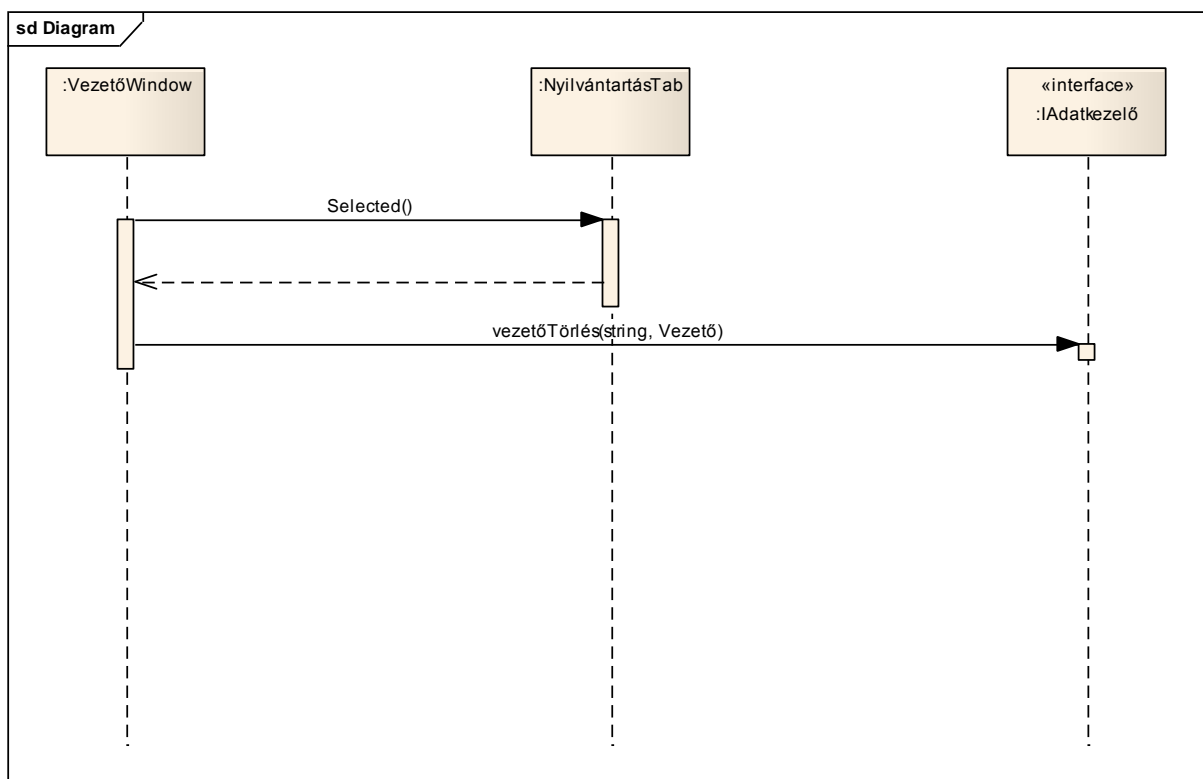 sd Diagram
:VezetőWindow
:NyilvántartásTab
«interface»
:IAdatkezelő
Selected()
vezetőTörlés(string, Vezető)